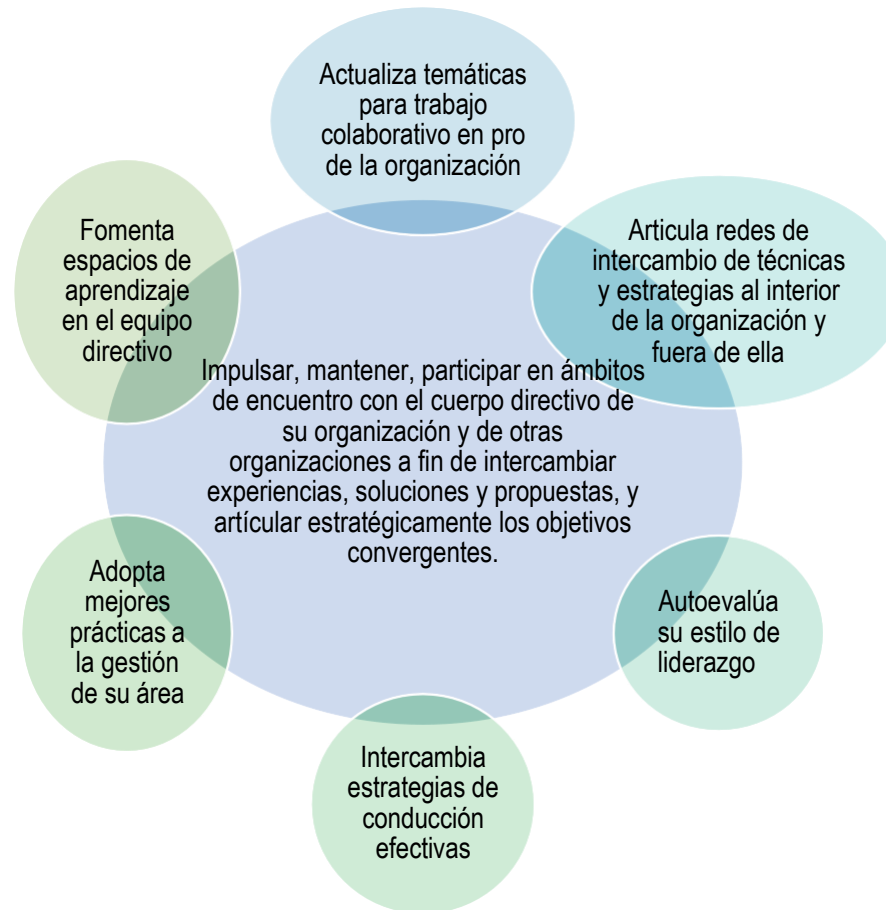 Actualiza temáticas
para trabajo
colaborativo en pro
de la organización
Articula redes de
intercambio de técnicas
y estrategias al interior
de la organización y
fuera de ella
Fomenta
espacios de
aprendizaje
en el equipo
directivo
Impulsar, mantener, participar en ámbitos
de encuentro con el cuerpo directivo de
su organización y de otras
organizaciones a fin de intercambiar
experiencias, soluciones y propuestas, y
artícular estratégicamente los objetivos
convergentes.
Autoevalúa
su estilo de
liderazgo
Adopta
mejores
prácticas a
la gestión
de su área
Intercambia
estrategias de
conducción
efectivas